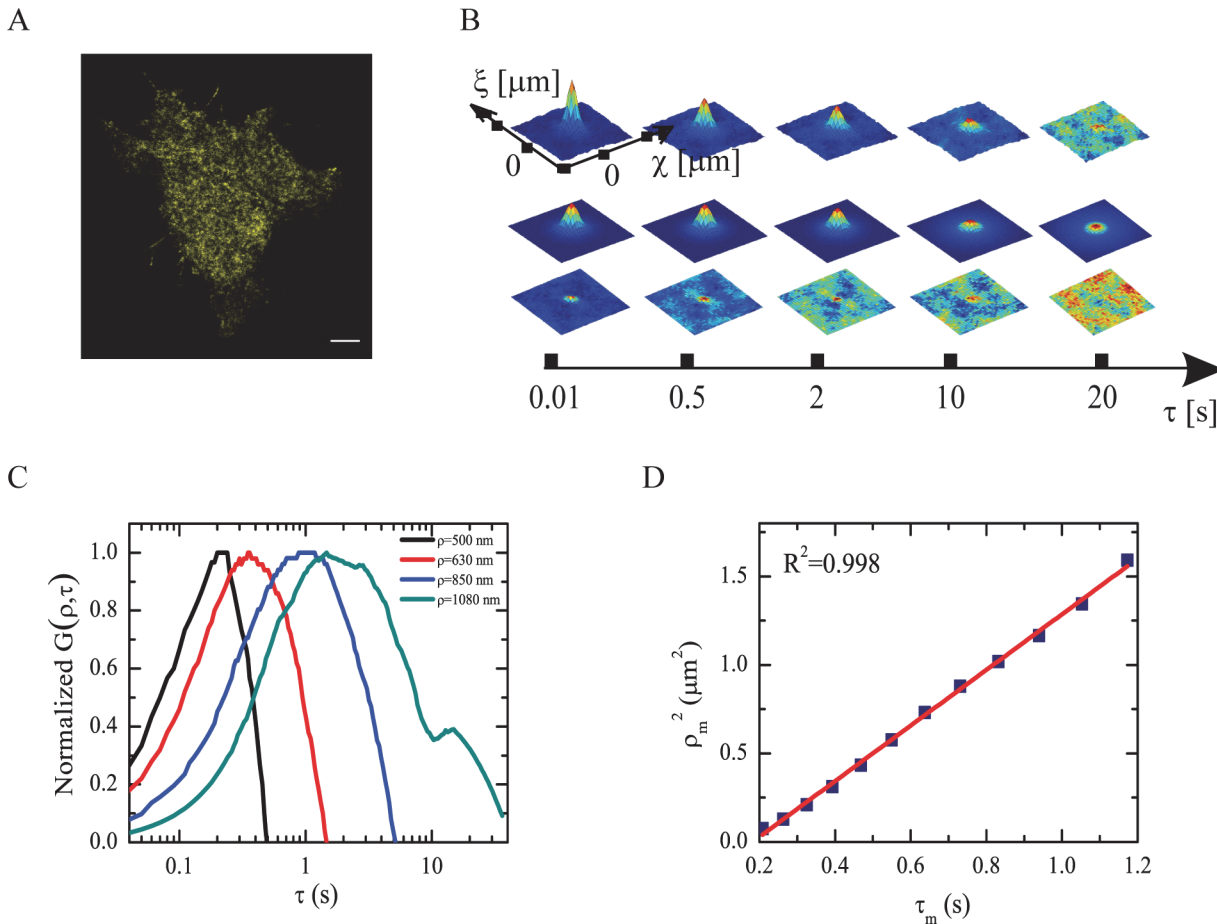 A
B
ξ [μm]
0
0
χ [μm]
0.01 0.5 2 10 20
τ [s]
C
Normalized G(ρ,τ)
1.0
0.8
0.6
0.4
0.2
0.0
ρ=500 nm
ρ=630 nm
ρ=850 nm
ρ=1080 nm
0.1 1 10
τ (s)
D
R²=0.998
ρₘ² (μm²)
1.5
1.0
0.5
0.0
0.2 0.4 0.6 0.8 1.0 1.2
τₘ (s)